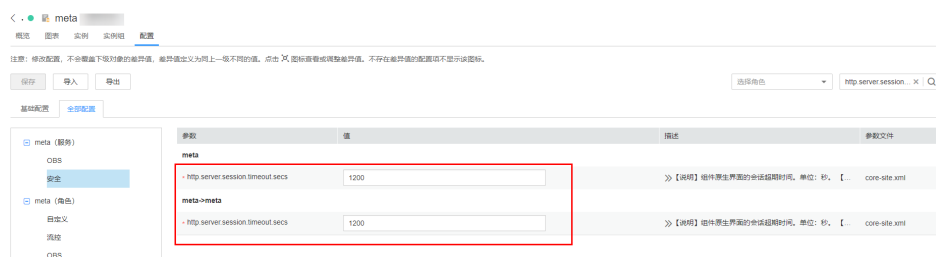 meta
概览 图表 实例 实例组 配置
注意：修改配置，不会覆盖下级对象的差异值，差异值定义为同上一级不同的值。点击 图标查看或调整差异值。不存在差异值的配置项不显示该图标。
保存 导入 导出 选择角色 http.server.session...
基础配置 全部配置
参数 值 描述 参数文件
meta（服务）
meta
OBS
安全
http.server.session.timeout.secs 1200 【说明】组件原生界面的会话超期时间。单位：秒。 【... core-site.xml
meta（角色）
meta->meta
自定义
http.server.session.timeout.secs 1200 【说明】组件原生界面的会话超期时间。单位：秒。 【... core-site.xml
流控
OBS